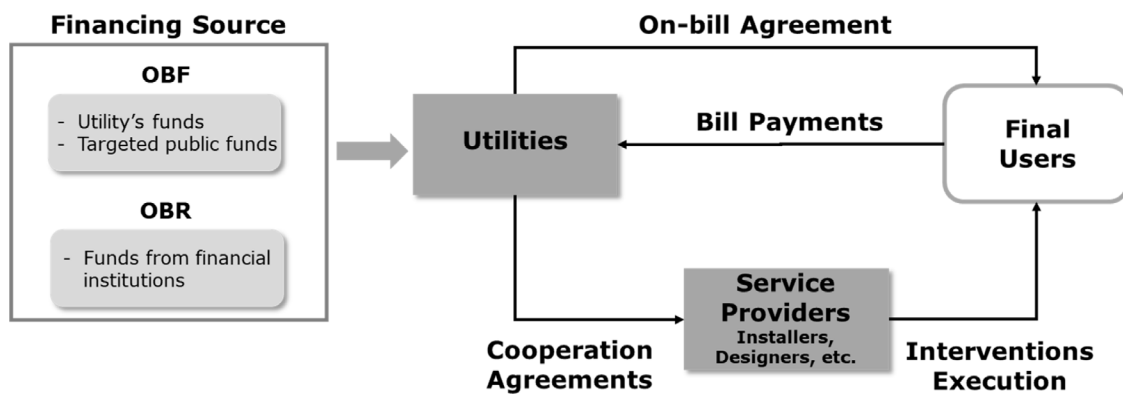 Financing Source
OBF
- Utility's funds
- Targeted public funds
OBR
- Funds from financial
institutions
Utilities
On-bill Agreement
Bill Payments
Final
Users
Service
Providers
Installers,
Designers, etc.
Cooperation
Agreements
Interventions
Execution